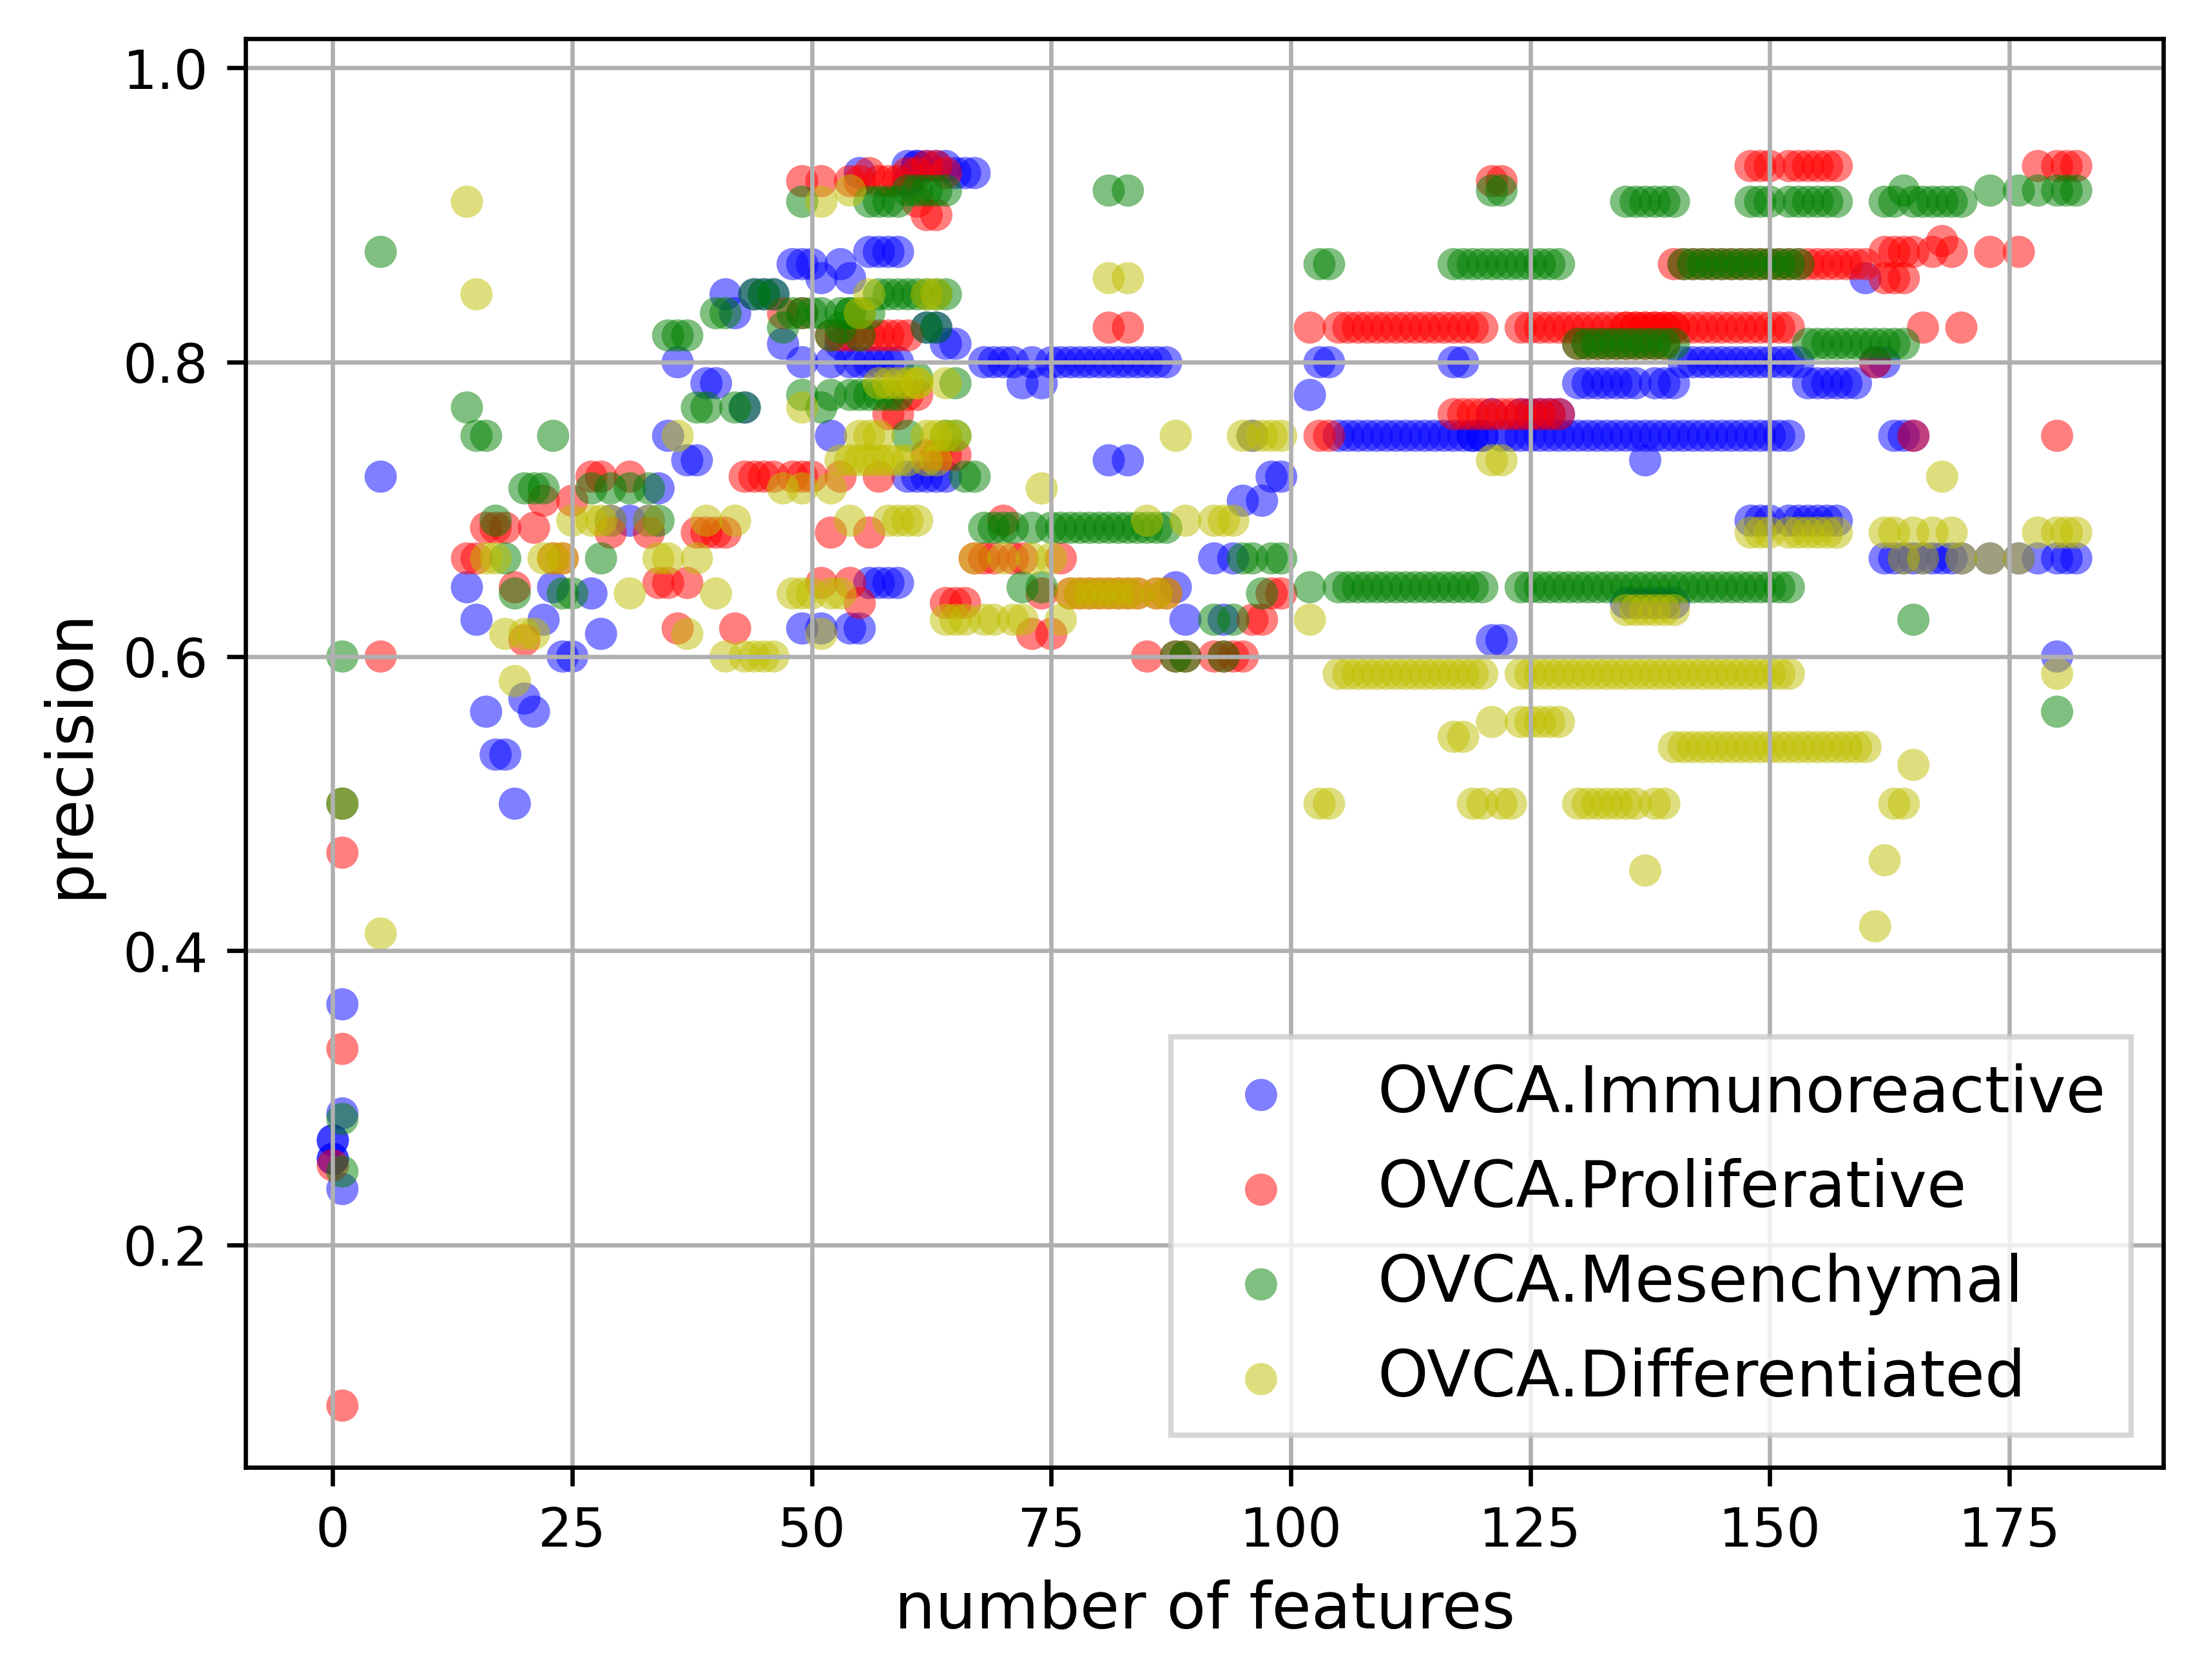 1.0
0.8
0.6
0.4
0.2
precision
OVCA.Immunoreactive
OVCA.Proliferative
OVCA.Mesenchymal
OVCA.Differentiated
0 25 50 75 100 125 150 175
number of features